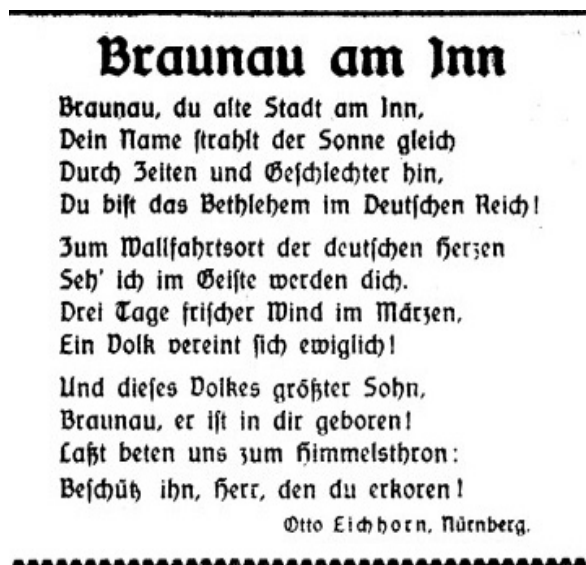 Braunau am Inn
Braunau, du alte Stadt am Inn,
Dein Name strahlt der Sonne gleich
Durch Zeiten und Geschlechter hin,
Du bist das Bethlehem im Deutschen Reich!
Zum Wallfahrtsort der deutschen Herzen
Seh' ich im Geiste werden dich.
Drei Tage frischer Wind im Märzen,
Ein Volk vereint sich ewiglich!
Und dieses Volkes größter Sohn,
Braunau, er ist in dir geboren!
Laßt beten uns zum Himmelsthron:
Beschütz ihn, Herr, den du erkoren!
Otto Eichhorn, Nürnberg.